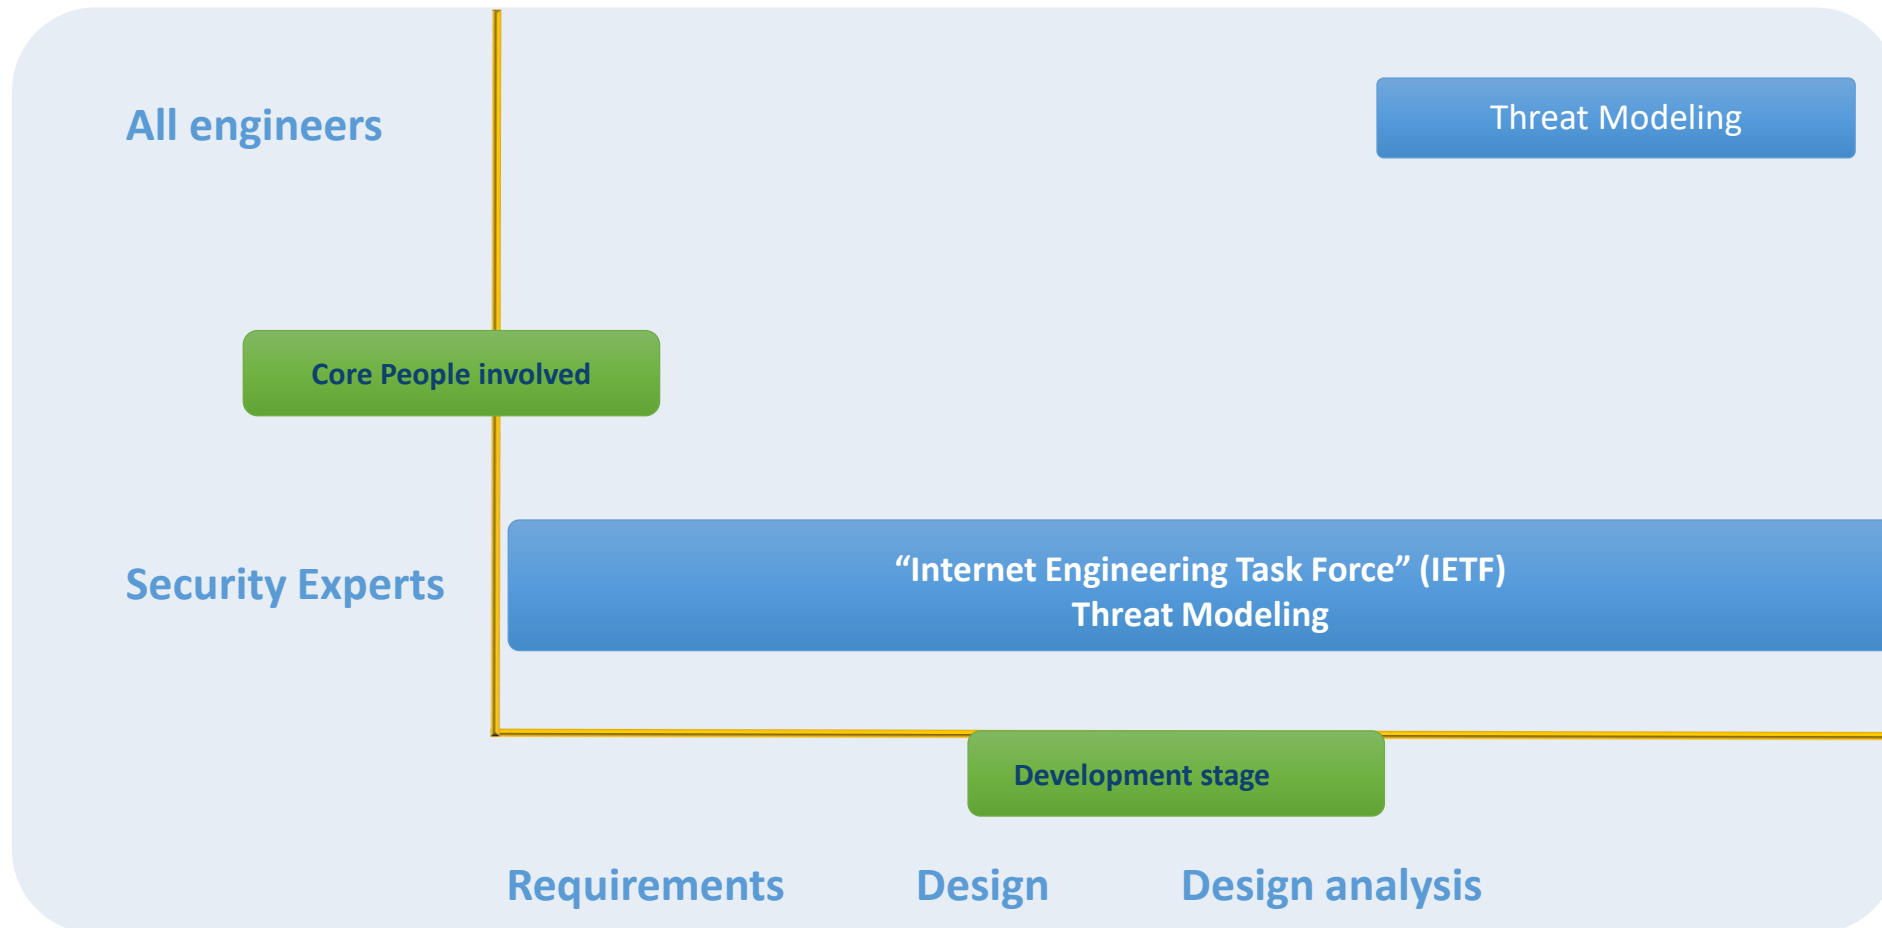 All engineers
Threat Modeling
Core People involved
“Internet Engineering Task Force” (IETF)
Threat Modeling
Security Experts
Development stage
Requirements
Design
Design analysis